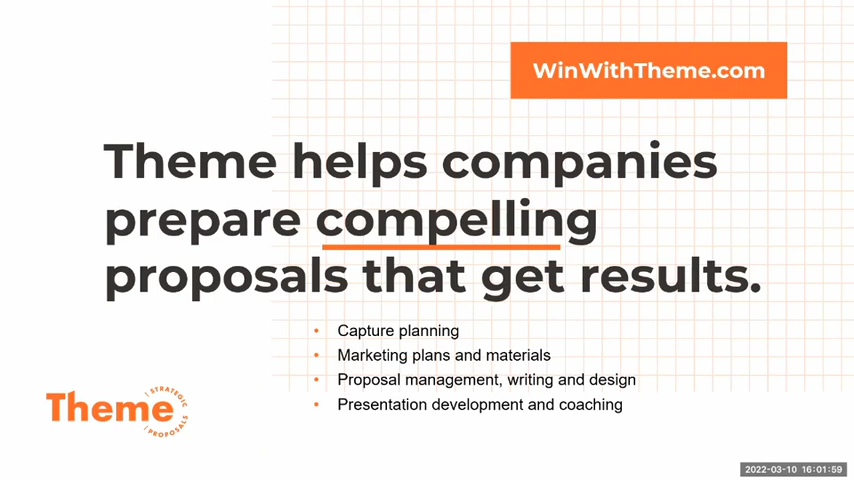 WinWithTheme.com
Theme helps companies
prepare compelling
proposals that get results.
• Capture planning
• Marketing plans and materials
• Proposal management, writing and design
• Presentation development and coaching
Theme
| STRATEGIC
| PROPOSALS
2022-03-10 16:01:59